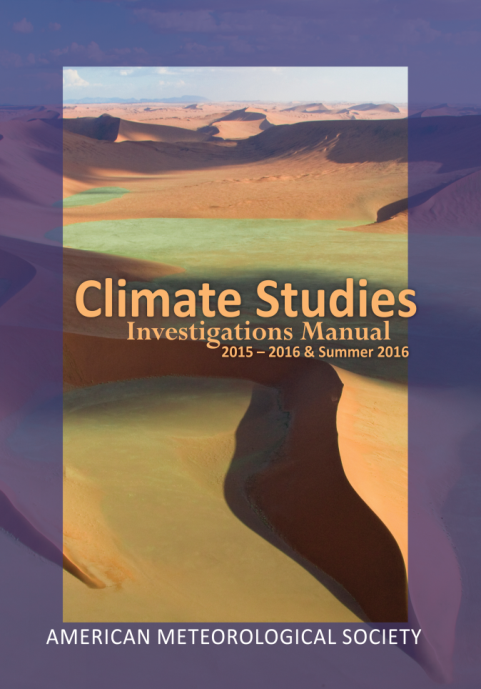 Climate Studies
Investigations Manual
2015 – 2016 & Summer 2016
AMERICAN METEOROLOGICAL SOCIETY